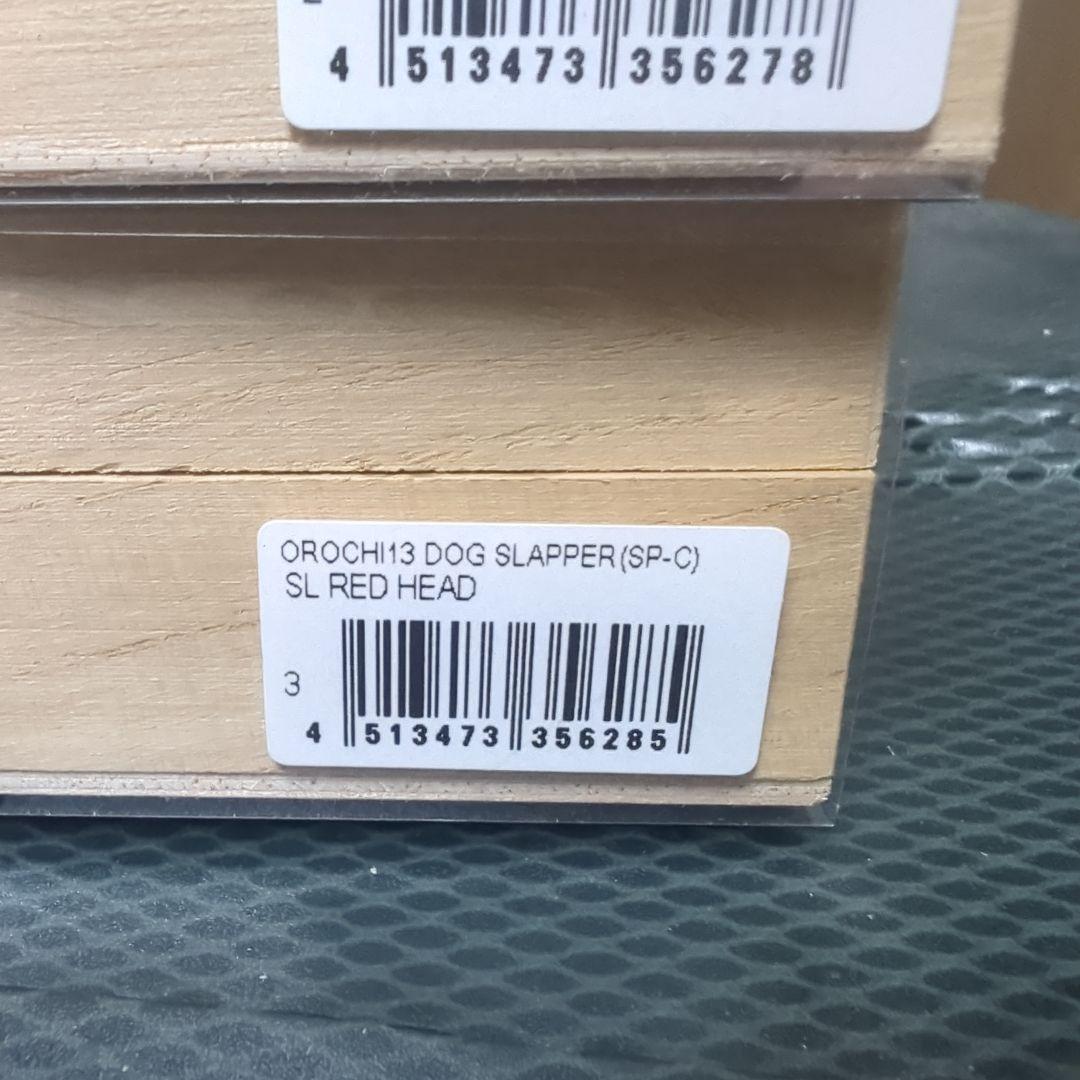 4 513473 356278
OROCHI13 DOG SLAPPER(SP-C)
SL RED HEAD
3
4 513473 356285